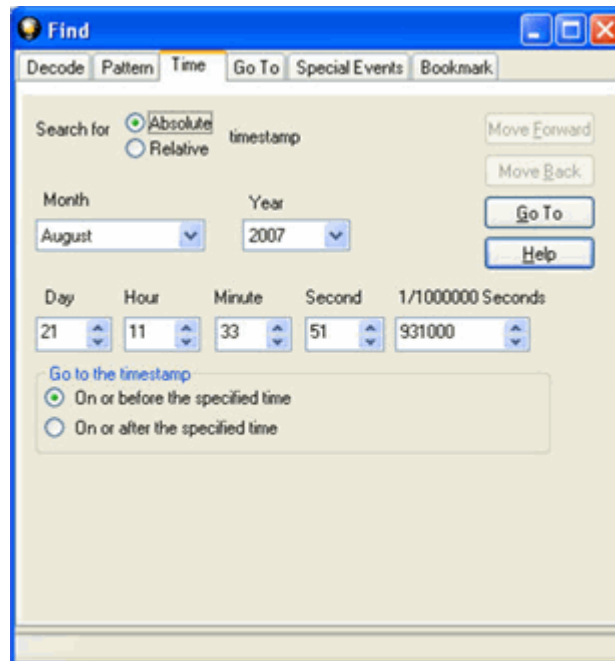 Find
Decode Pattern Time Go To Special Events Bookmark
Search for Absolute timestamp Move Forward
Relative
Move Back
Month Year Go To
August 2007
Help
Day Hour Minute Second 1/1000000 Seconds
21 11 33 51 931000
Go to the timestamp
On or before the specified time
On or after the specified time